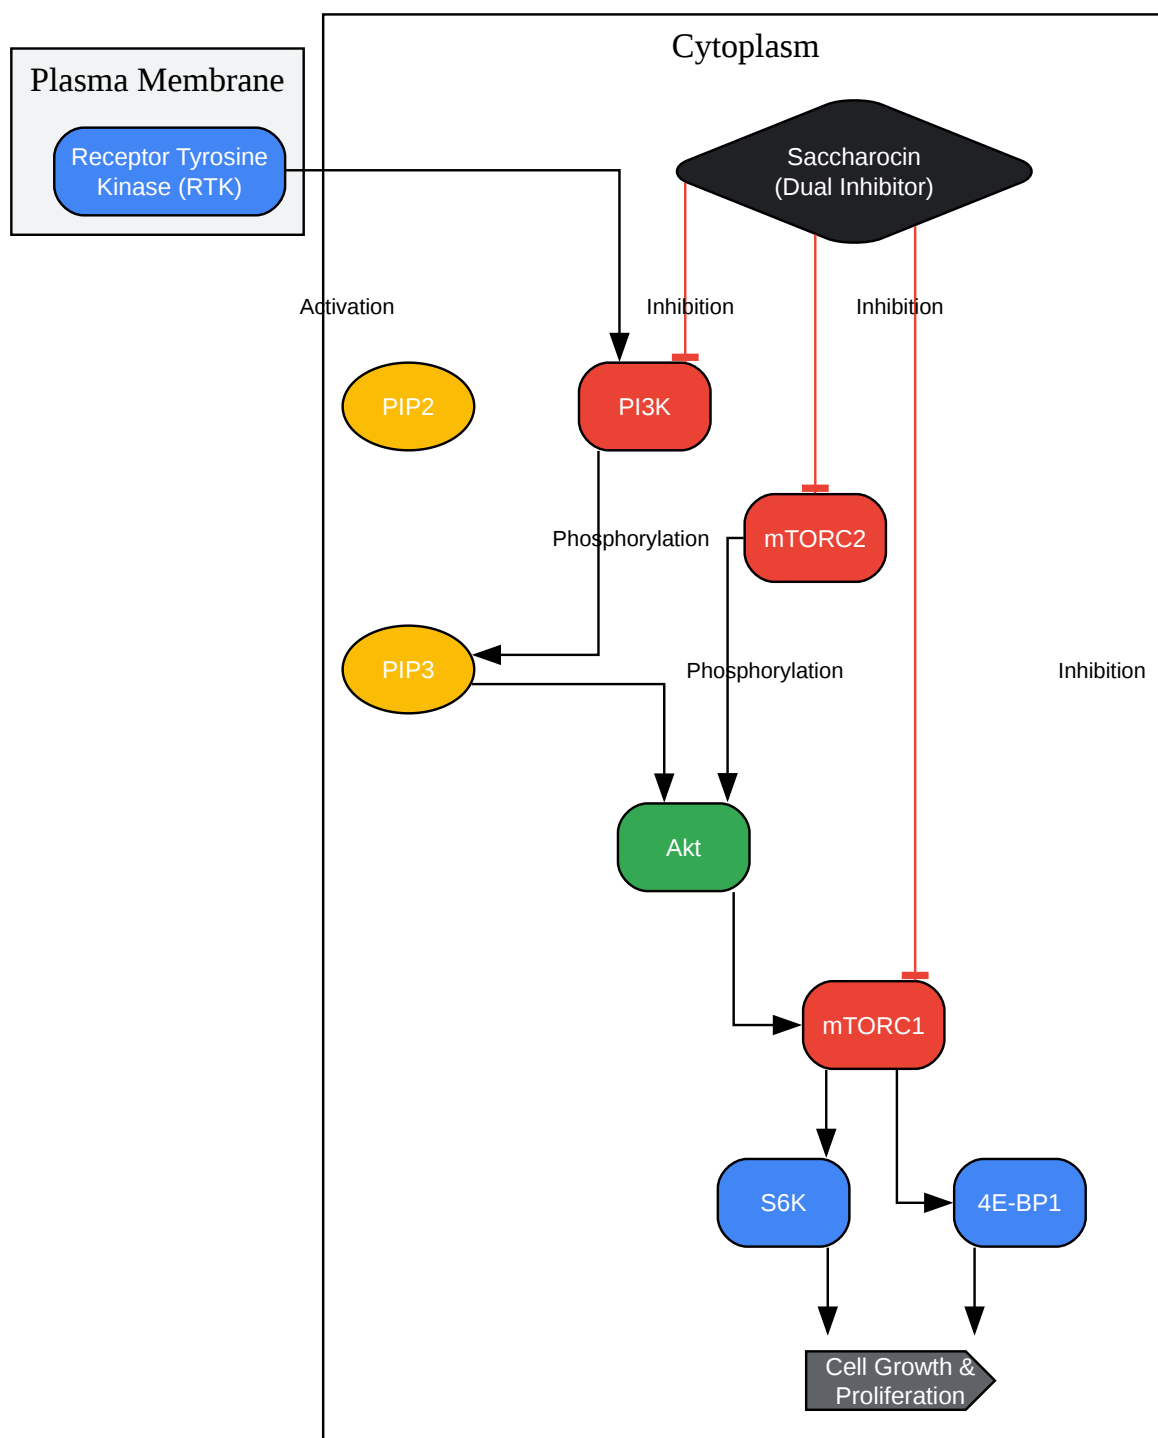 Cytoplasm
Plasma Membrane
Receptor Tyrosine
Kinase (RTK)
Saccharocin
(Dual Inhibitor)
Activation
Inhibition
Inhibition
PIP2
PI3K
Phosphorylation
mTORC2
PIP3
Phosphorylation
Inhibition
Akt
mTORC1
S6K
4E-BP1
Cell Growth &
Proliferation